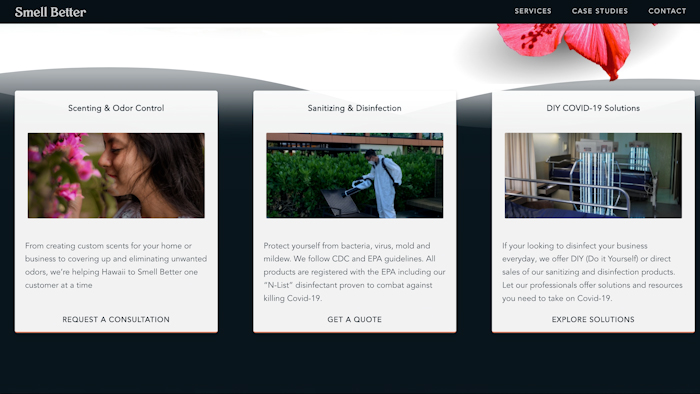 Smell Better
SERVICES CASE STUDIES CONTACT
Scenting & Odor Control
From creating custom scents for your home or
business to covering up and eliminating unwanted
odors, we're helping Hawaii to Smell Better one
customer at a time
REQUEST A CONSULTATION
Sanitizing & Disinfection
Protect yourself from bacteria, virus, mold and
mildew. We follow CDC and EPA guidelines. All
products are registered with the EPA including our
“N-List” disinfectant proven to combat against
killing Covid-19.
GET A QUOTE
DIY COVID-19 Solutions
If your looking to disinfect your business
everyday, we offer DIY (Do it Yourself) or direct
sales of our sanitizing and disinfection products.
Let our professionals offer solutions and resources
you need to take on Covid-19.
EXPLORE SOLUTIONS